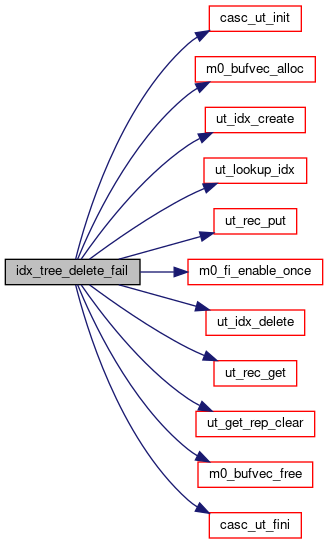 casc_ut_init
m0_bufvec_alloc
ut_idx_create
ut_lookup_idx
ut_rec_put
idx_tree_delete_fail
m0_fi_enable_once
ut_idx_delete
ut_rec_get
ut_get_rep_clear
m0_bufvec_free
casc_ut_fini